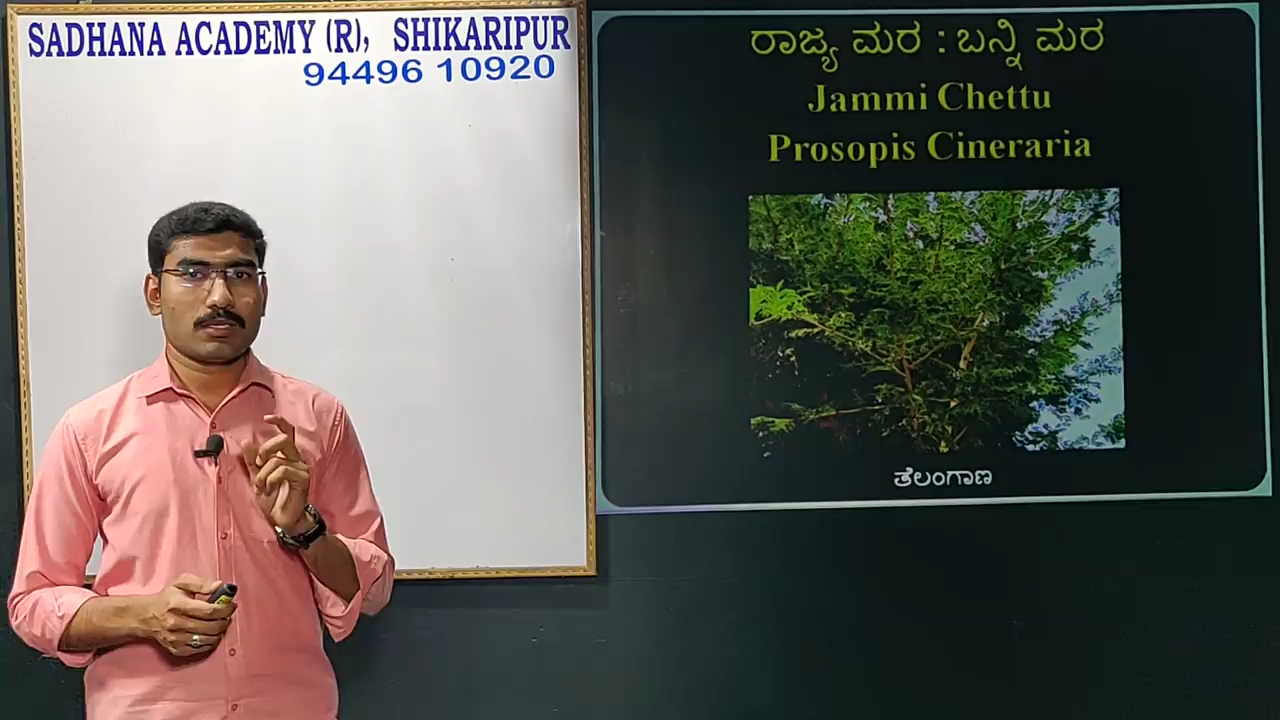 SADHANA ACADEMY (R), SHIKARIPUR
94496 10920
ರಾಜ್ಯ ಮರ : ಬನ್ನಿ ಮರ
Jammi Chettu
Prosopis Cineraria
ತೆಲಂಗಾಣ